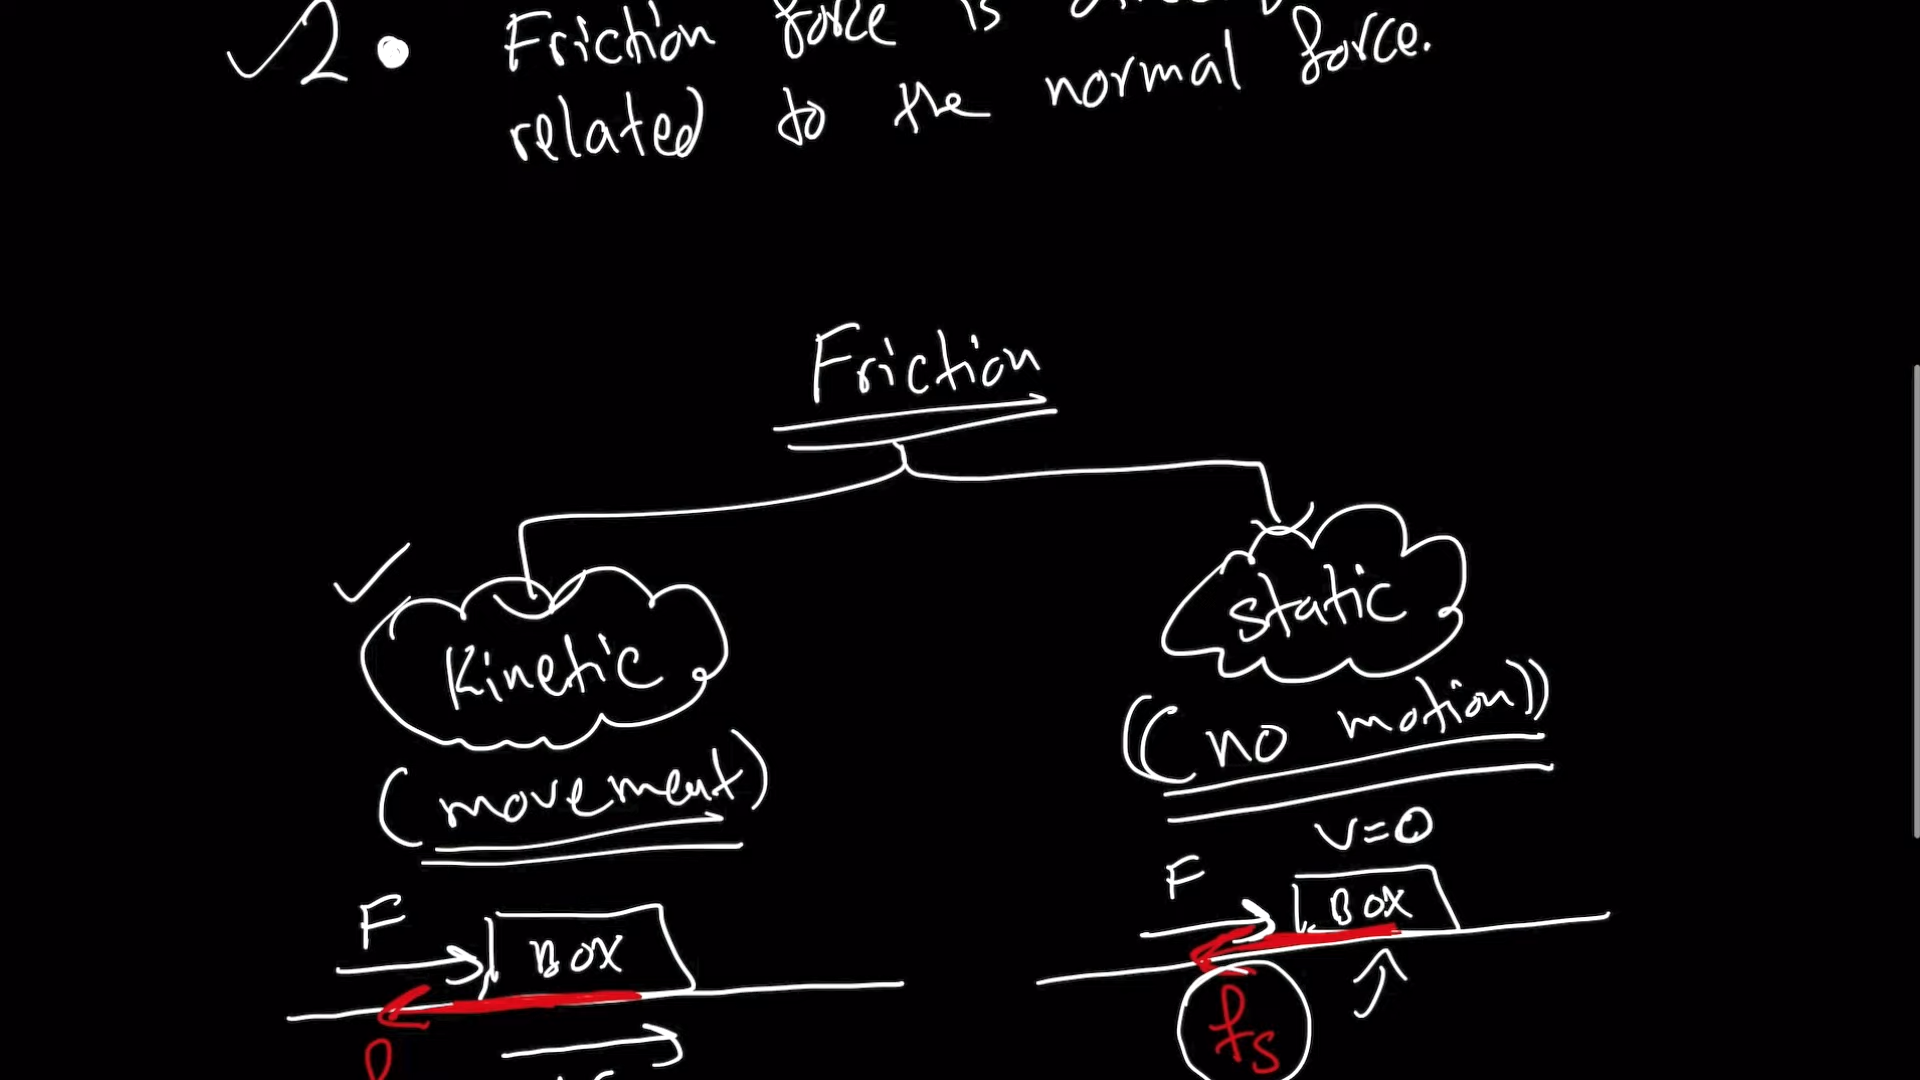 2. Friction force is
related to the normal force.
Friction
Kinetic
static
(movement)
((no motion))
v=0
F
BOX
F
BOX
fs